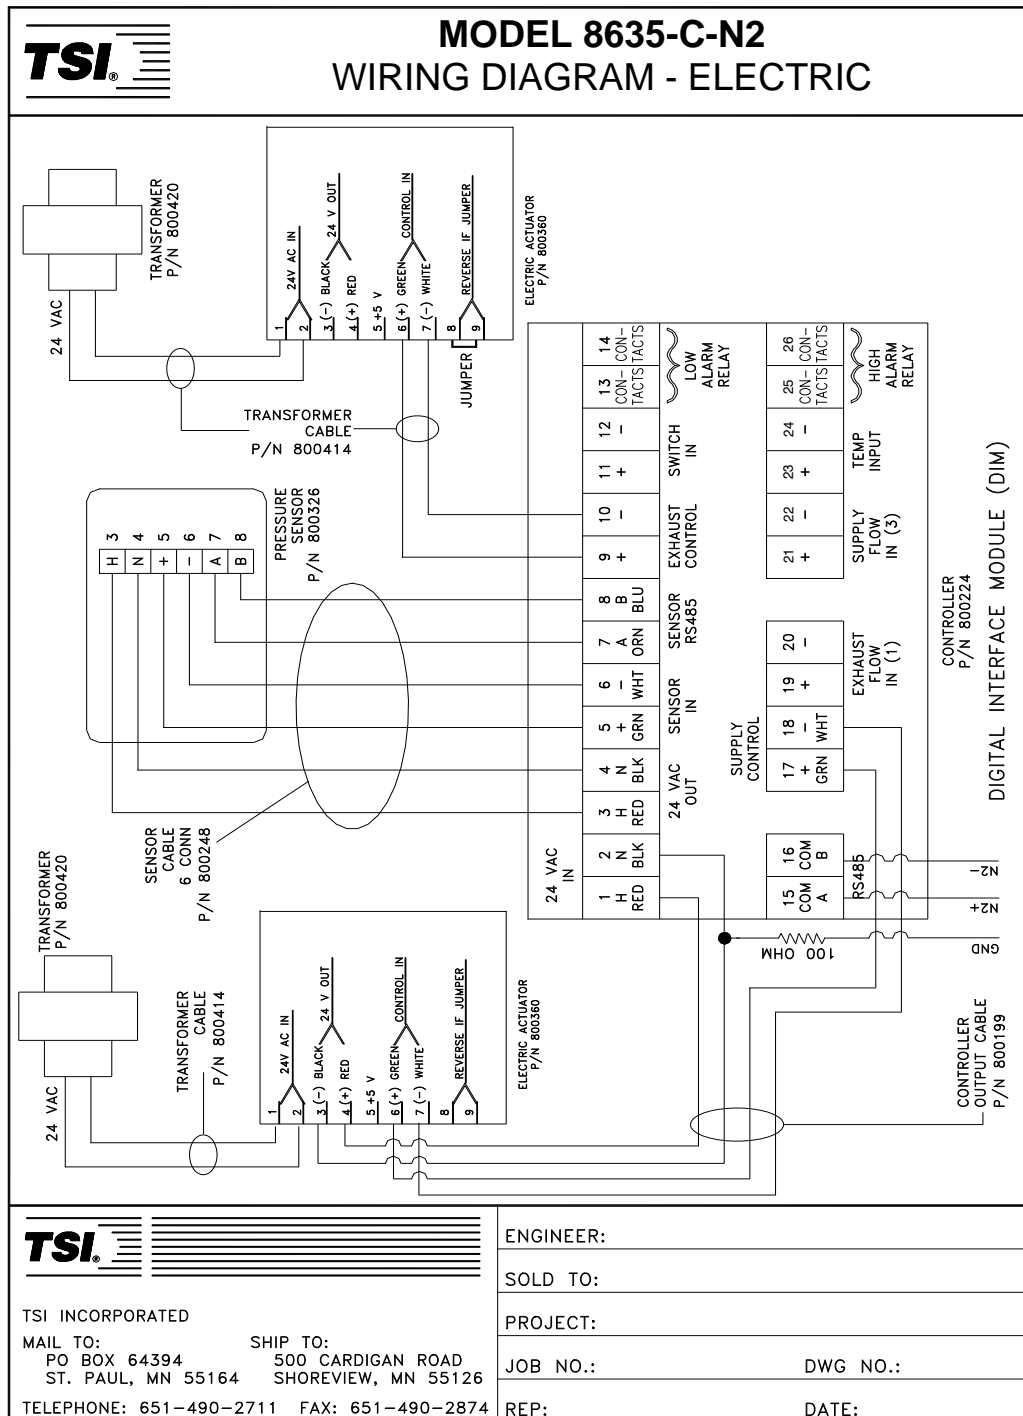 TSI®
MODEL 8635-C-N2
WIRING DIAGRAM - ELECTRIC
TRANSFORMER
P/N 800420
24 VAC
24V AC IN
24 V OUT
CONTROL IN
REVERSE IF JUMPER
1
2
3 (-) BLACK
4 (+) RED
5 +5 V
6 (+) GREEN
7 (-) WHITE
8
9
ELECTRIC ACTUATOR
P/N 800360
JUMPER
TRANSFORMER
CABLE
P/N 800414
PRESSURE
SENSOR
P/N 800326
3 H
4 N
5 +
6 -
7 A
8 B
SENSOR
CABLE
6 CONN
P/N 800248
14 CON-TACTS
13 CON-TACTS
LOW
ALARM
RELAY
12 -
11 +
SWITCH
IN
10 -
9 +
EXHAUST
CONTROL
8 B BLU
7 A ORN
SENSOR
RS485
6 - WHT
5 + GRN
SENSOR
IN
4 N BLK
3 H RED
24 VAC
OUT
2 N BLK
1 H RED
24 VAC
IN
26 CON-TACTS
25 CON-TACTS
HIGH
ALARM
RELAY
24 -
23 +
TEMP
INPUT
22 -
21 +
SUPPLY
FLOW
IN (3)
20 -
19 +
EXHAUST
FLOW
IN (1)
18 - WHT
17 + GRN
SUPPLY
CONTROL
16 COM B
15 COM A
RS485
CONTROLLER
P/N 800224
DIGITAL INTERFACE MODULE (DIM)
N2-
N2+
GND
100 OHM
CONTROLLER
OUTPUT CABLE
P/N 800199
TRANSFORMER
P/N 800420
24 VAC
TRANSFORMER
CABLE
P/N 800414
24V AC IN
24 V OUT
CONTROL IN
REVERSE IF JUMPER
1
2
3 (-) BLACK
4 (+) RED
5 +5 V
6 (+) GREEN
7 (-) WHITE
8
9
ELECTRIC ACTUATOR
P/N 800360
TSI®
TSI INCORPORATED
MAIL TO: SHIP TO:
PO BOX 64394 500 CARDIGAN ROAD
ST. PAUL, MN 55164 SHOREVIEW, MN 55126
TELEPHONE: 651-490-2711 FAX: 651-490-2874
ENGINEER:
SOLD TO:
PROJECT:
JOB NO.: DWG NO.:
REP: DATE: